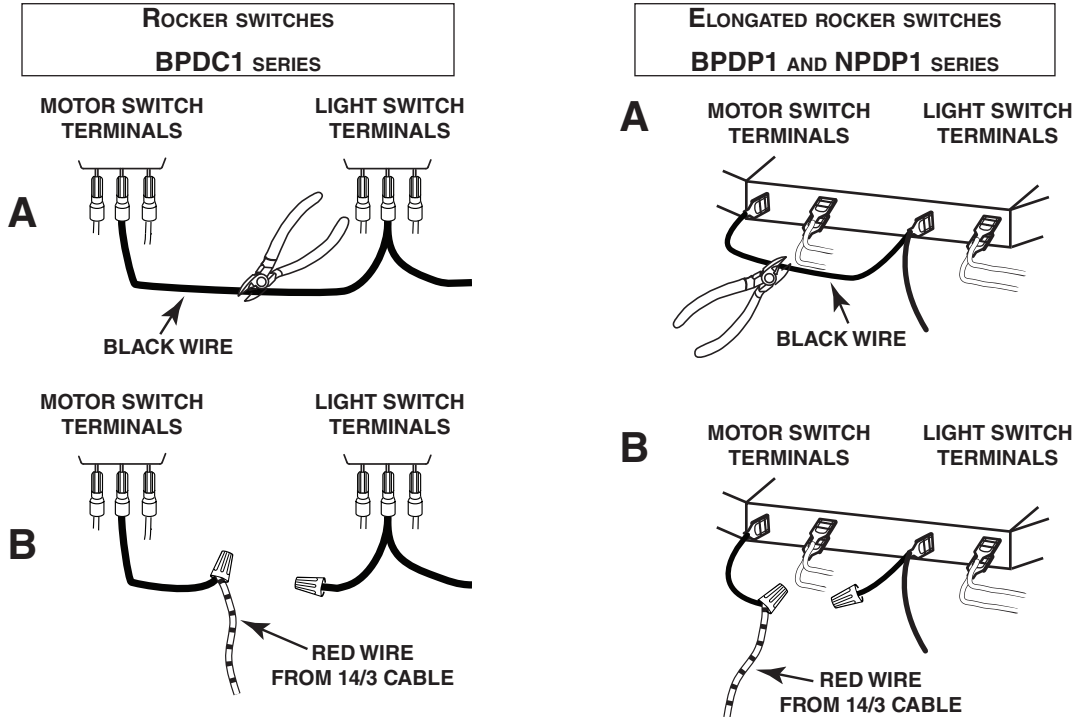 ROCKER SWITCHES
BPDC1 SERIES
MOTOR SWITCH
TERMINALS
LIGHT SWITCH
TERMINALS
A
BLACK WIRE
MOTOR SWITCH
TERMINALS
LIGHT SWITCH
TERMINALS
B
RED WIRE
FROM 14/3 CABLE
ELONGATED ROCKER SWITCHES
BPDP1 AND NPDP1 SERIES
A
MOTOR SWITCH
TERMINALS
LIGHT SWITCH
TERMINALS
BLACK WIRE
B
MOTOR SWITCH
TERMINALS
LIGHT SWITCH
TERMINALS
RED WIRE
FROM 14/3 CABLE